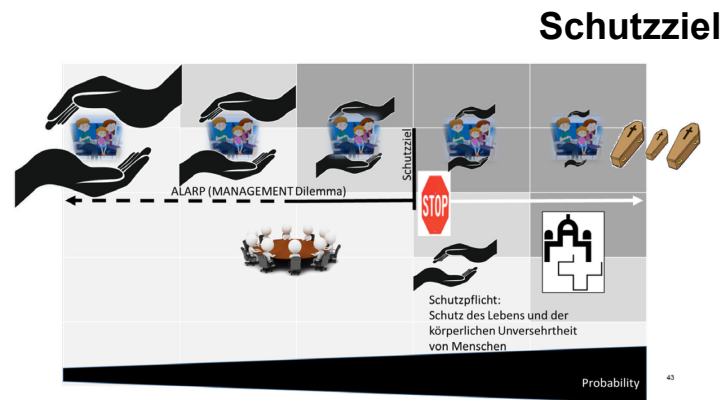 Schutzziel
Schutzziel
ALARP (MANAGEMENT Dilemma)
STOP
Schutzpflicht:
Schutz des Lebens und der
körperlichen Unversehrtheit
von Menschen
Probability
43